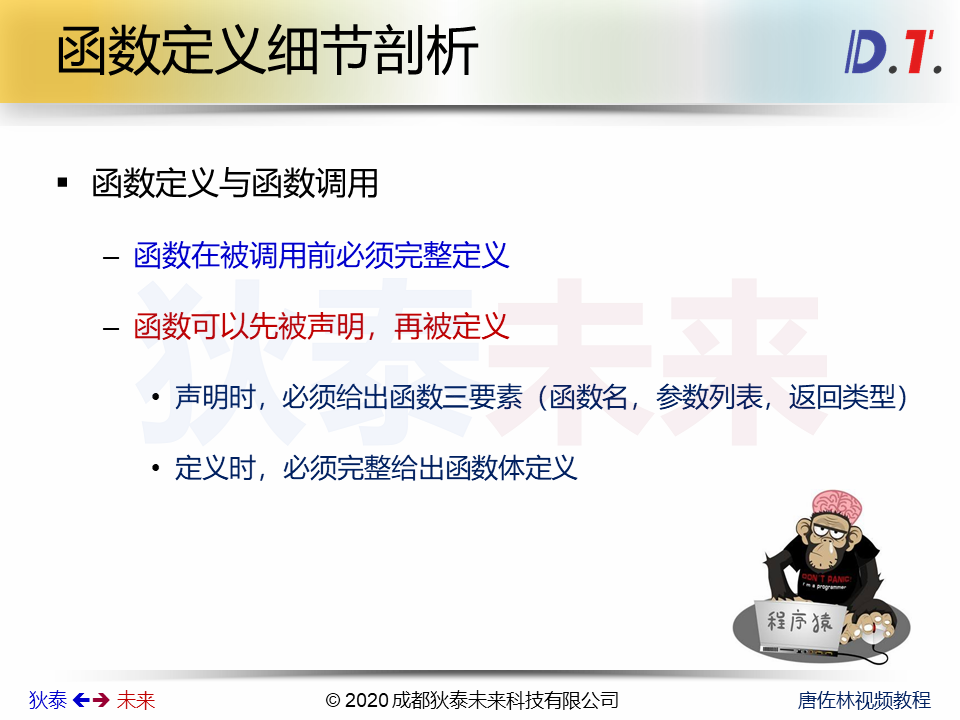 函数定义细节剖析
D.T.
▪ 函数定义与函数调用
– 函数在被调用前必须完整定义
– 函数可以先被声明，再被定义
• 声明时，必须给出函数三要素（函数名，参数列表，返回类型）
• 定义时，必须完整给出函数体定义
狄泰未来
DON'T PANIC!
I'm a programmer
程序猿
狄泰 ⬅➡ 未来
© 2020 成都狄泰未来科技有限公司
唐佐林视频教程